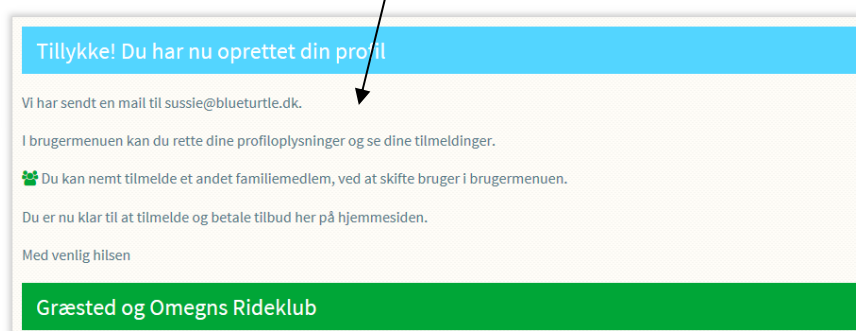 Tillykke! Du har nu oprettet din profil
Vi har sendt en mail til sussie@blueturtle.dk.
I brugermenuen kan du rette dine profiloplysninger og se dine tilmeldinger.
Du kan nemt tilmelde et andet familiemedlem, ved at skifte bruger i brugermenuen.
Du er nu klar til at tilmelde og betale tilbud her på hjemmesiden.
Med venlig hilsen
Græsted og Omegns Rideklub